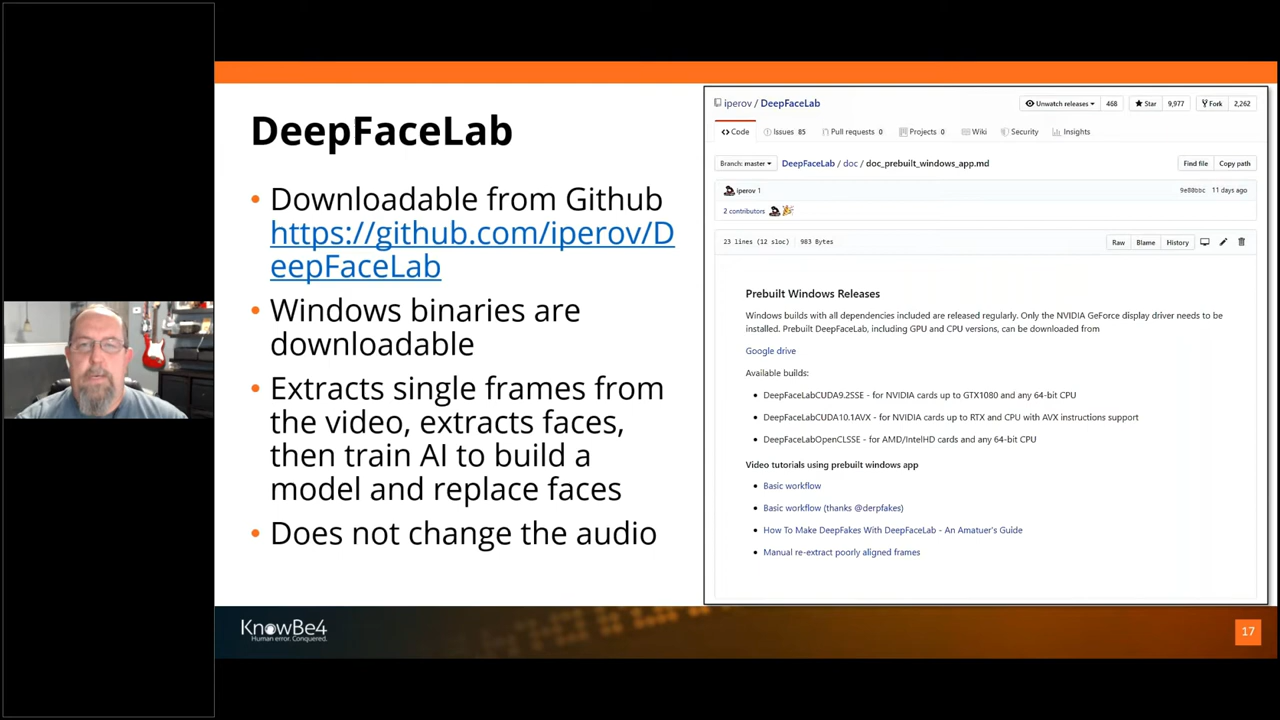 DeepFaceLab
• Downloadable from Github
https://github.com/iperov/D
eepFaceLab
• Windows binaries are
downloadable
• Extracts single frames from
the video, extracts faces,
then train AI to build a
model and replace faces
• Does not change the audio
iperov / DeepFaceLab
Unwatch releases 468 Star 9,977 Fork 2,262
Code Issues 85 Pull requests 0 Projects 0 Wiki Security Insights
Branch: master DeepFaceLab / doc / doc_prebuilt_windows_app.md Find file Copy path
iperov 1 9e80bbc 11 days ago
2 contributors
23 lines (12 sloc) 983 Bytes Raw Blame History
Prebuilt Windows Releases
Windows builds with all dependencies included are released regularly. Only the NVIDIA GeForce display driver needs to be
installed. Prebuilt DeepFaceLab, including GPU and CPU versions, can be downloaded from
Google drive
Available builds:
• DeepFaceLabCUDA9.2SSE - for NVIDIA cards up to GTX1080 and any 64-bit CPU
• DeepFaceLabCUDA10.1AVX - for NVIDIA cards up to RTX and CPU with AVX instructions support
• DeepFaceLabOpenCLSSE - for AMD/IntelHD cards and any 64-bit CPU
Video tutorials using prebuilt windows app
• Basic workflow
• Basic workflow (thanks @derpfakes)
• How To Make DeepFakes With DeepFaceLab - An Amatuer's Guide
• Manual re-extract poorly aligned frames
KnowBe4
Human error. Conquered.
17